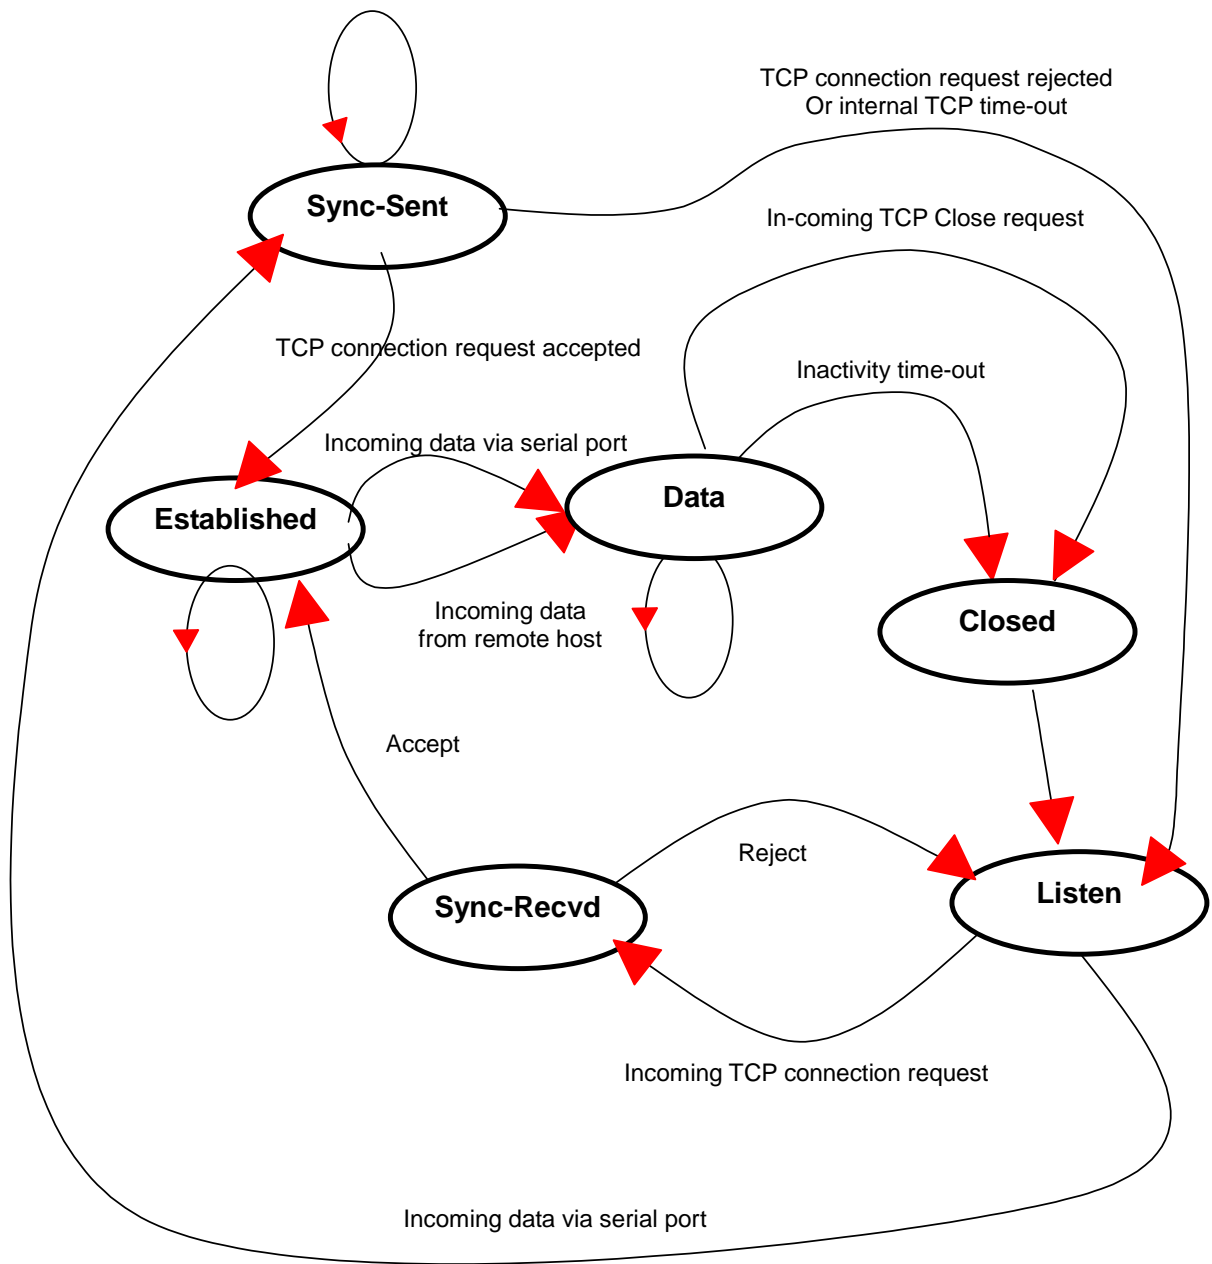 TCP connection request rejected
Or internal TCP time-out
Sync-Sent
In-coming TCP Close request
TCP connection request accepted
Inactivity time-out
Incoming data via serial port
Data
Established
Incoming data
from remote host
Closed
Accept
Reject
Listen
Sync-Recvd
Incoming TCP connection request
Incoming data via serial port